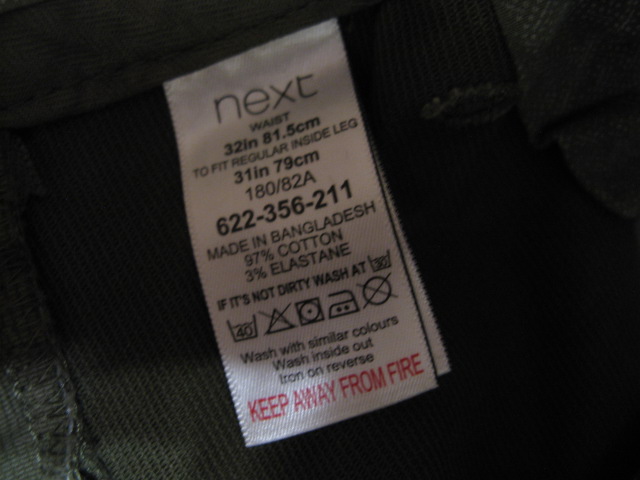 next
WAIST
32in 81.5cm
TO FIT REGULAR INSIDE LEG
31in 79cm
180/82A
622-356-211
MADE IN BANGLADESH
97% COTTON
3% ELASTANE
IF IT'S NOT DIRTY WASH AT 30
40
Wash with similar colours
Wash inside out
Iron on reverse
KEEP AWAY FROM FIRE